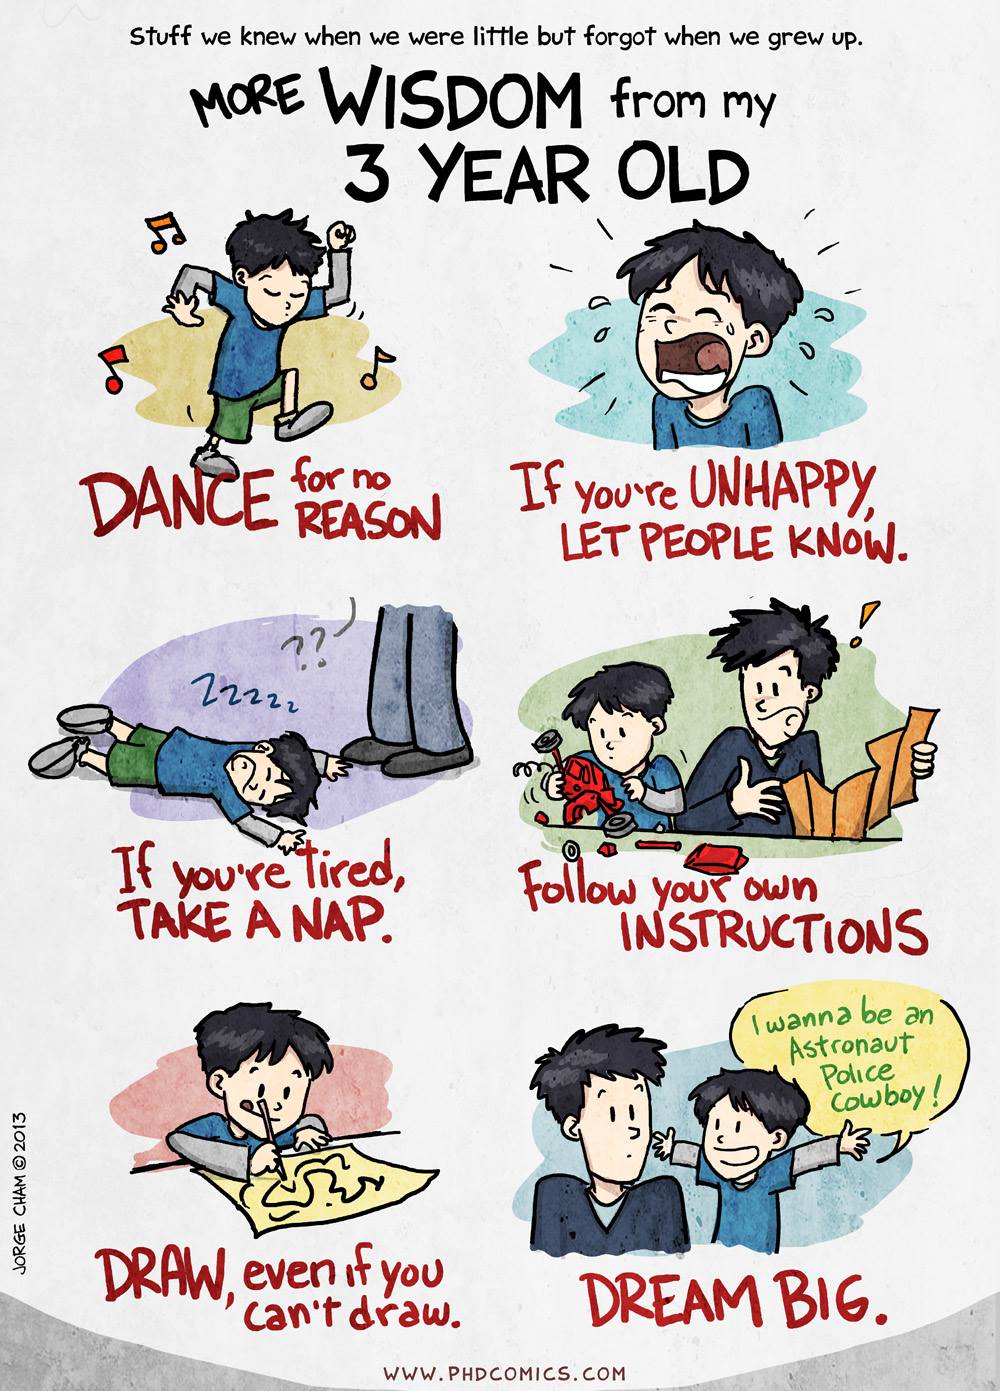 Stuff we knew when we were little but forgot when we grew up.
MORE WISDOM from my
3 YEAR OLD
DANCE for no
REASON
If you're UNHAPPY,
LET PEOPLE KNOW.
??
ZZZZZ
If you're tired,
TAKE A NAP.
!
Follow your own
INSTRUCTIONS
DRAW, even if you
can't draw.
I wanna be an
Astronaut
Police
Cowboy!
DREAM BIG.
JORGE CHAM © 2013
WWW.PHDCOMICS.COM